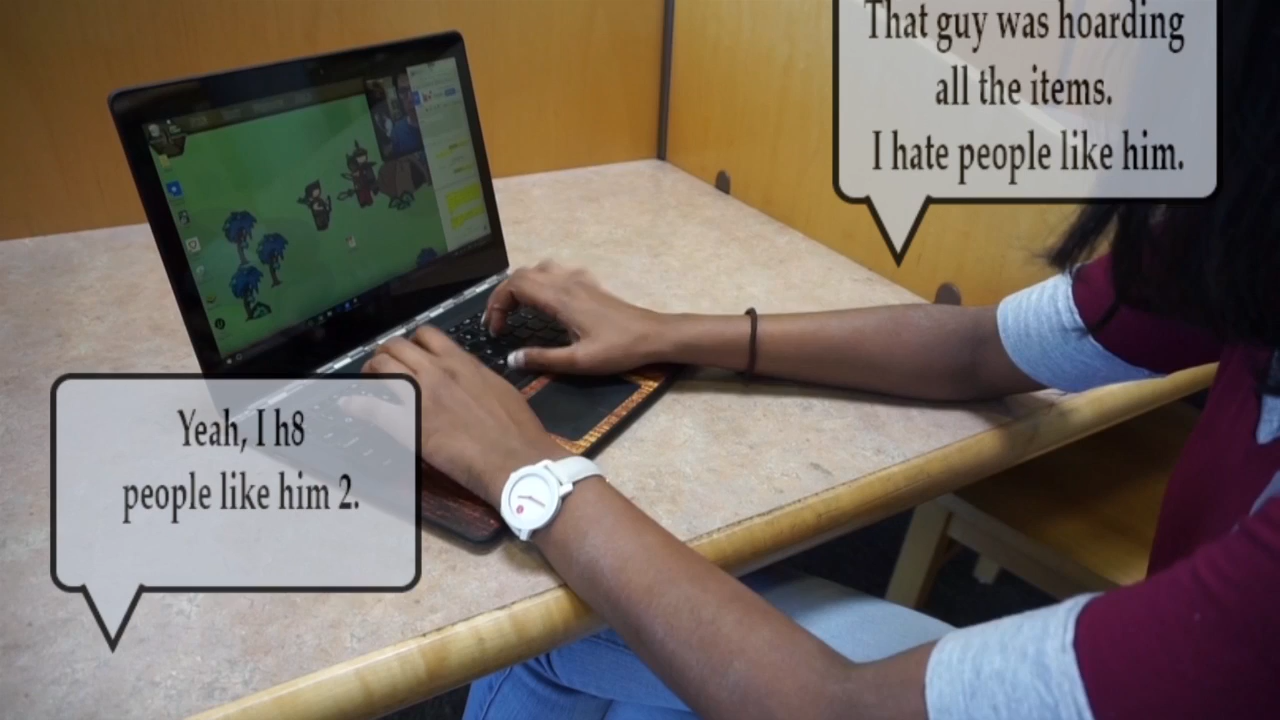 That guy was hoarding
all the items.
I hate people like him.
Yeah, I h8
people like him 2.